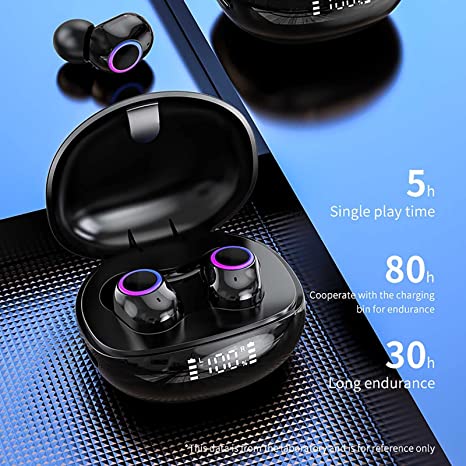 100
5h
Single play time
80h
Cooperate with the charging
bin for endurance
30h
Long endurance
L 100 R
%
*This data is from the laboratory and is for reference only